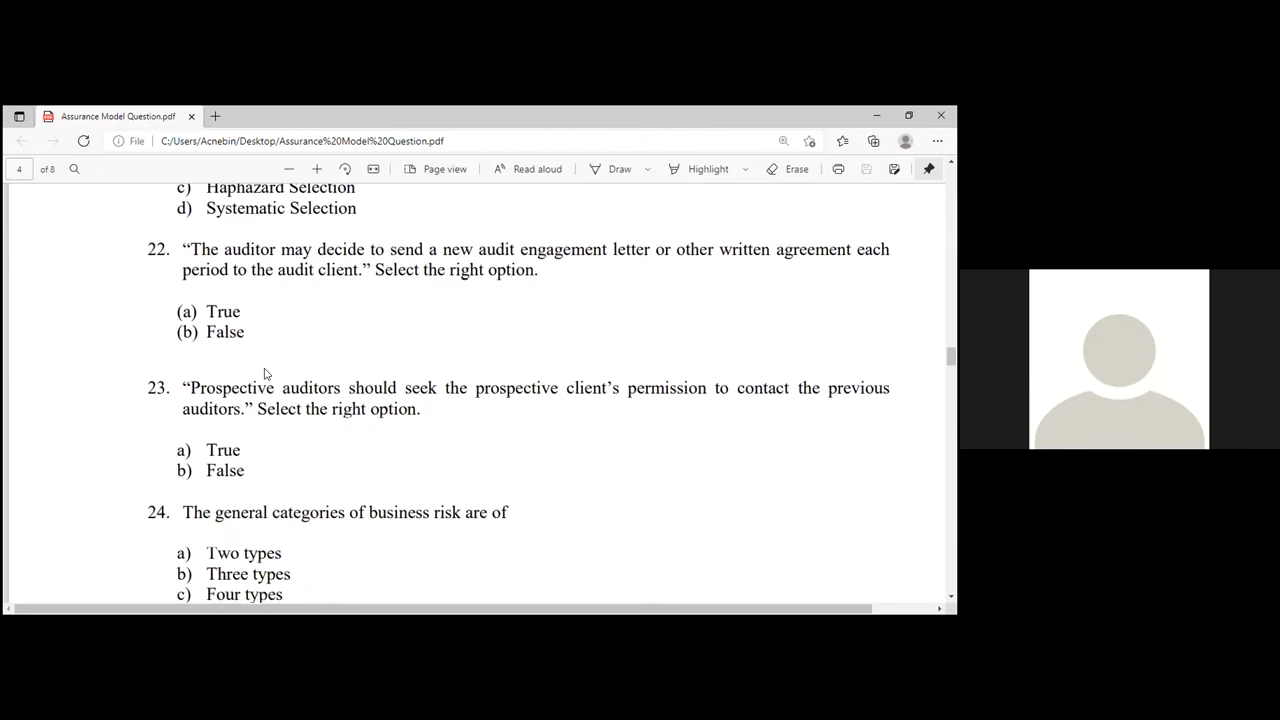 Assurance Model Question.pdf
File C:/Users/Acnebin/Desktop/Assurance%20Model%20Question.pdf
4 of 8 Page view Read aloud Draw Highlight Erase
c) Haphazard Selection
d) Systematic Selection
22. “The auditor may decide to send a new audit engagement letter or other written agreement each
period to the audit client.” Select the right option.
(a) True
(b) False
23. “Prospective auditors should seek the prospective client’s permission to contact the previous
auditors.” Select the right option.
a) True
b) False
24. The general categories of business risk are of
a) Two types
b) Three types
c) Four types